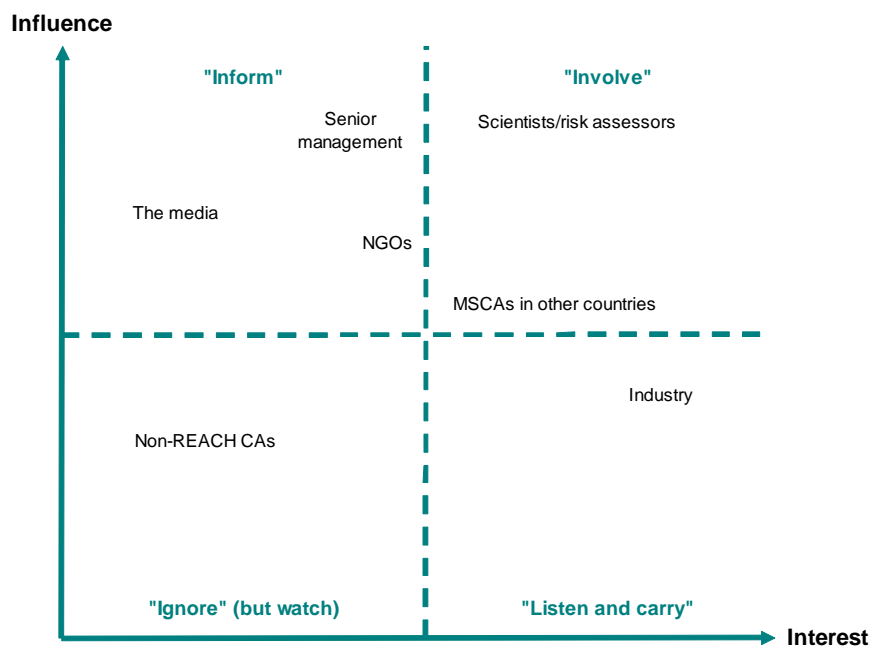 Influence
"Inform"
"Involve"
Senior
management
Scientists/risk assessors
The media
NGOs
MSCAs in other countries
Industry
Non-REACH CAs
"Ignore" (but watch)
"Listen and carry"
Interest